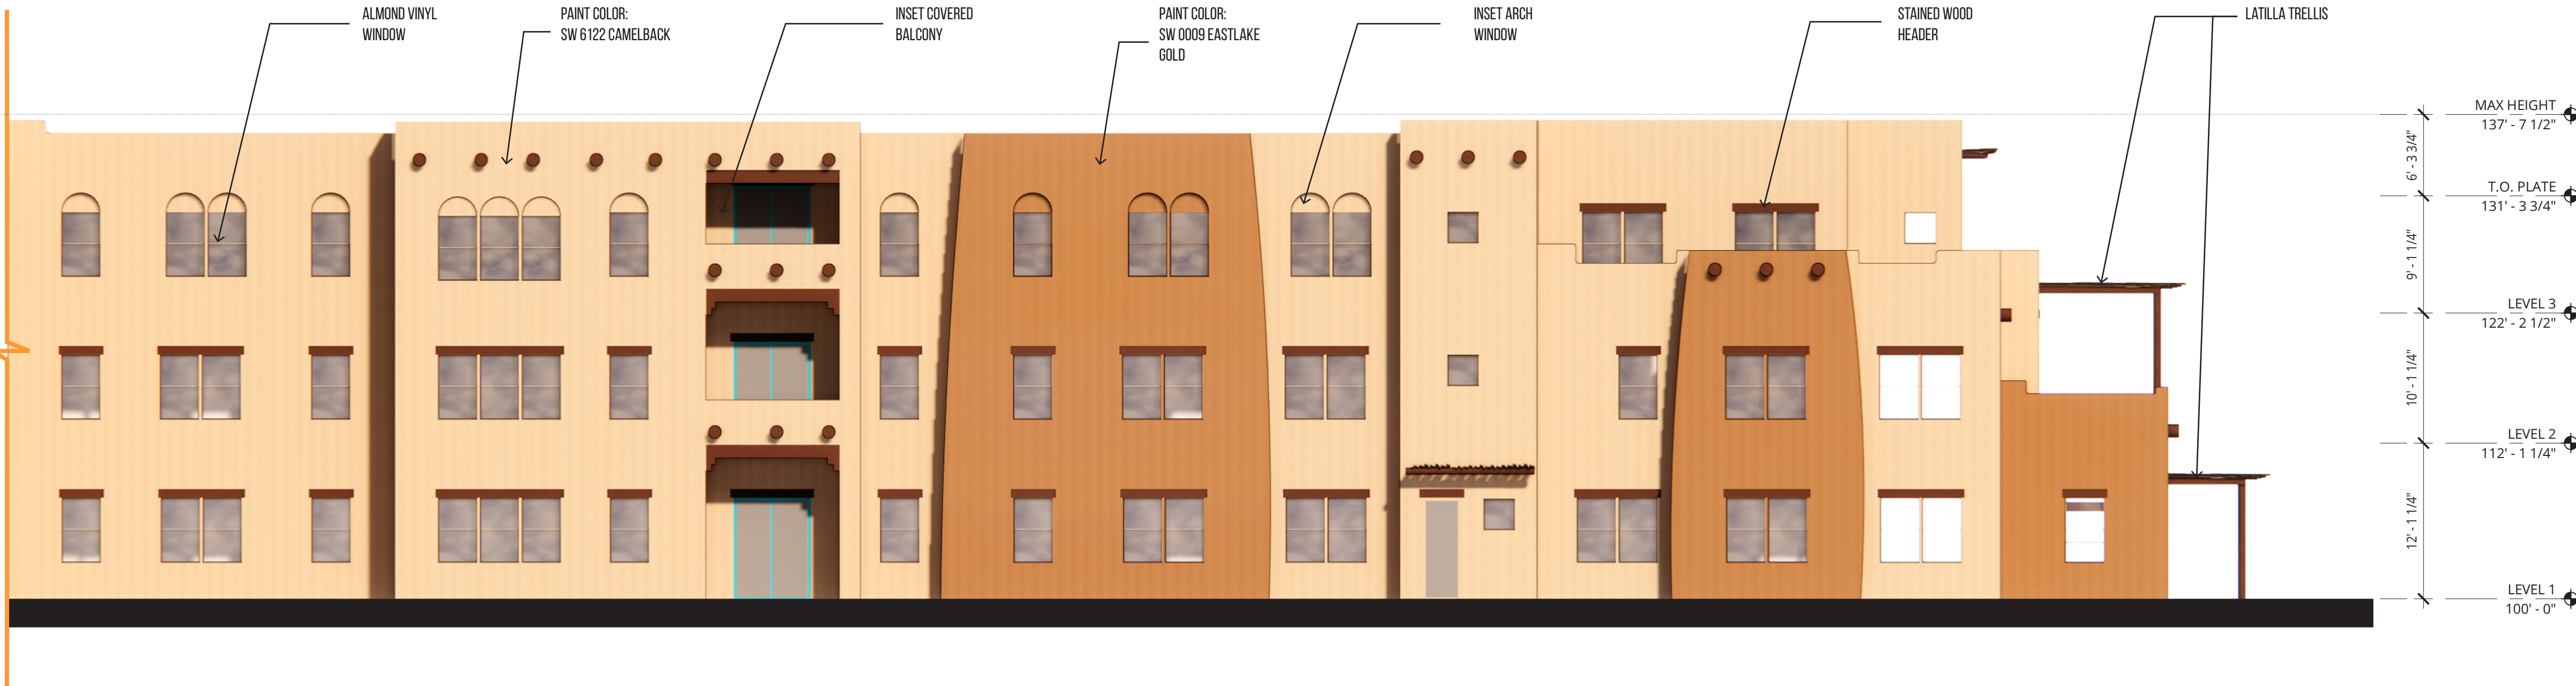 ALMOND VINYL
WINDOW
PAINT COLOR:
SW 6122 CAMELBACK
INSET COVERED
BALCONY
PAINT COLOR:
SW 0009 EASTLAKE
GOLD
INSET ARCH
WINDOW
STAINED WOOD
HEADER
LATILLA TRELLIS
MAX HEIGHT
137' - 7 1/2"
6' - 3 3/4"
T.O. PLATE
131' - 3 3/4"
9' - 1 1/4"
LEVEL 3
122' - 2 1/2"
10' - 1 1/4"
LEVEL 2
112' - 1 1/4"
12' - 1 1/4"
LEVEL 1
100' - 0"